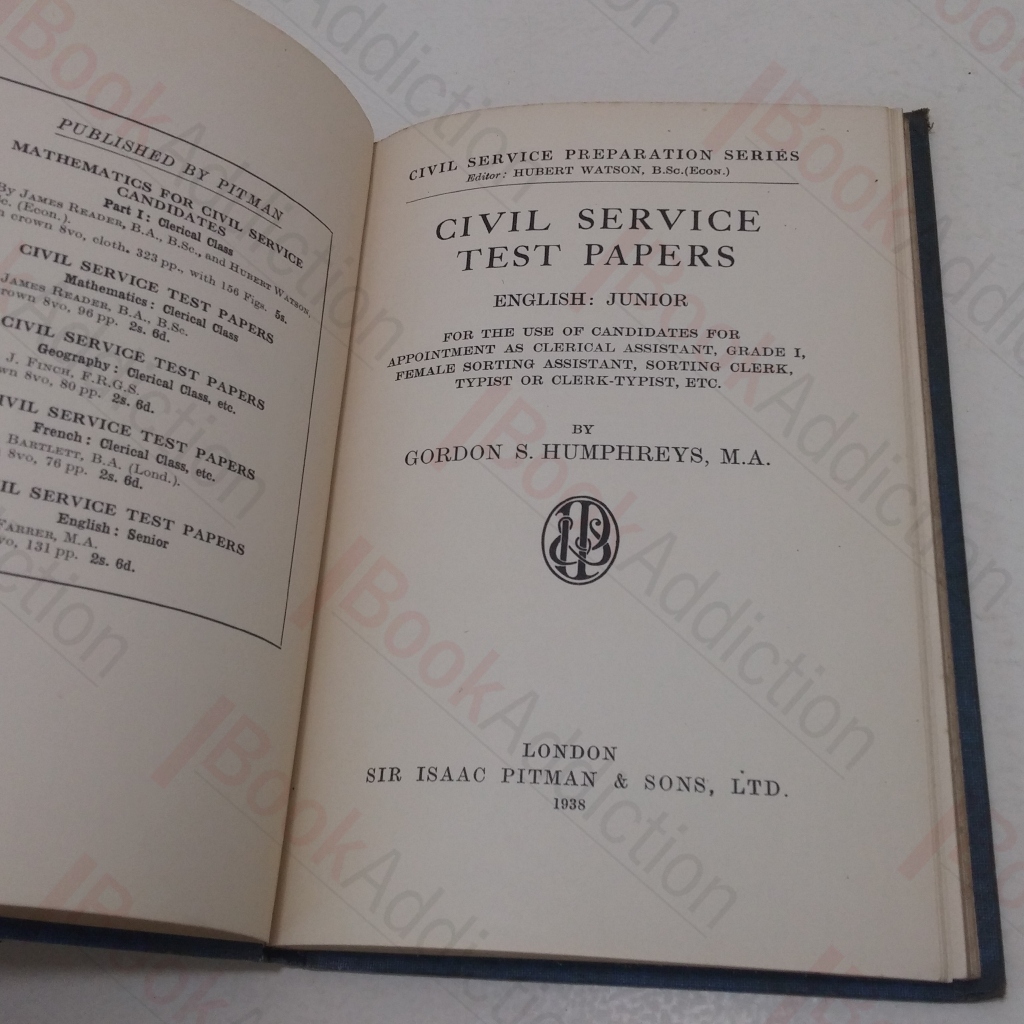 PUBLISHED BY PITMAN
MATHEMATICS FOR CIVIL SERVICE
CANDIDATES
Part I: Clerical Class
By JAMES READER, B.A., B.Sc., and HUBERT WATSON,
(Econ.).
crown 8vo, cloth. 323 pp., with 156 Figs. 5s.
CIVIL SERVICE TEST PAPERS
Mathematics: Clerical Class
JAMES READER, B.A., B.Sc.
crown 8vo, 96 pp. 2s. 6d.
CIVIL SERVICE TEST PAPERS
Geography: Clerical Class, etc.
J. FINCH, F.R.G.S.
8vo, 80 pp. 2s. 6d.
CIVIL SERVICE TEST PAPERS
French: Clerical Class, etc.
BARTLETT, B.A. (Lond.).
8vo, 76 pp. 2s. 6d.
SERVICE TEST PAPERS
English: Senior
FARRER, M.A.
131 pp. 2s. 6d.
CIVIL SERVICE PREPARATION SERIES
Editor: HUBERT WATSON, B.Sc.(Econ.)
CIVIL SERVICE
TEST PAPERS
ENGLISH: JUNIOR
FOR THE USE OF CANDIDATES FOR
APPOINTMENT AS CLERICAL ASSISTANT, GRADE I,
FEMALE SORTING ASSISTANT, SORTING CLERK,
TYPIST OR CLERK-TYPIST, ETC.
BY
GORDON S. HUMPHREYS, M.A.
LONDON
SIR ISAAC PITMAN & SONS, LTD.
1938
BookAddiction